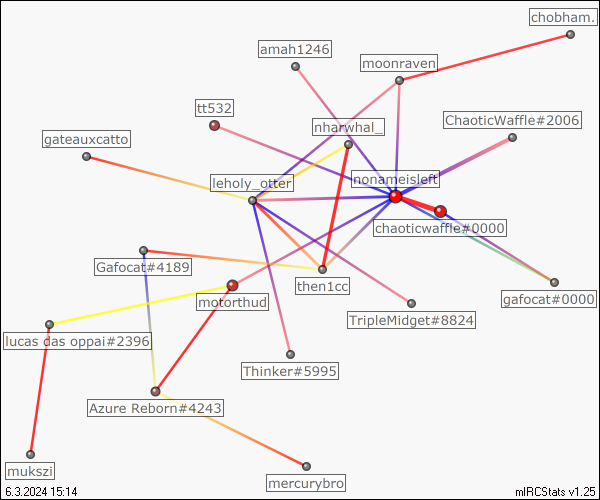 chobham.
amah1246
moonraven
tt532
nharwhal_
ChaoticWaffle#2006
gateauxcatto
leholy_otter
nonameisleft
chaoticwaffle#0000
Gafocat#4189
then1cc
gafocat#0000
motorthud
TripleMidget#8824
lucas das oppai#2396
Thinker#5995
Azure Reborn#4243
mukszi
mercurybro
6.3.2024 15:14
mIRCStats v1.25